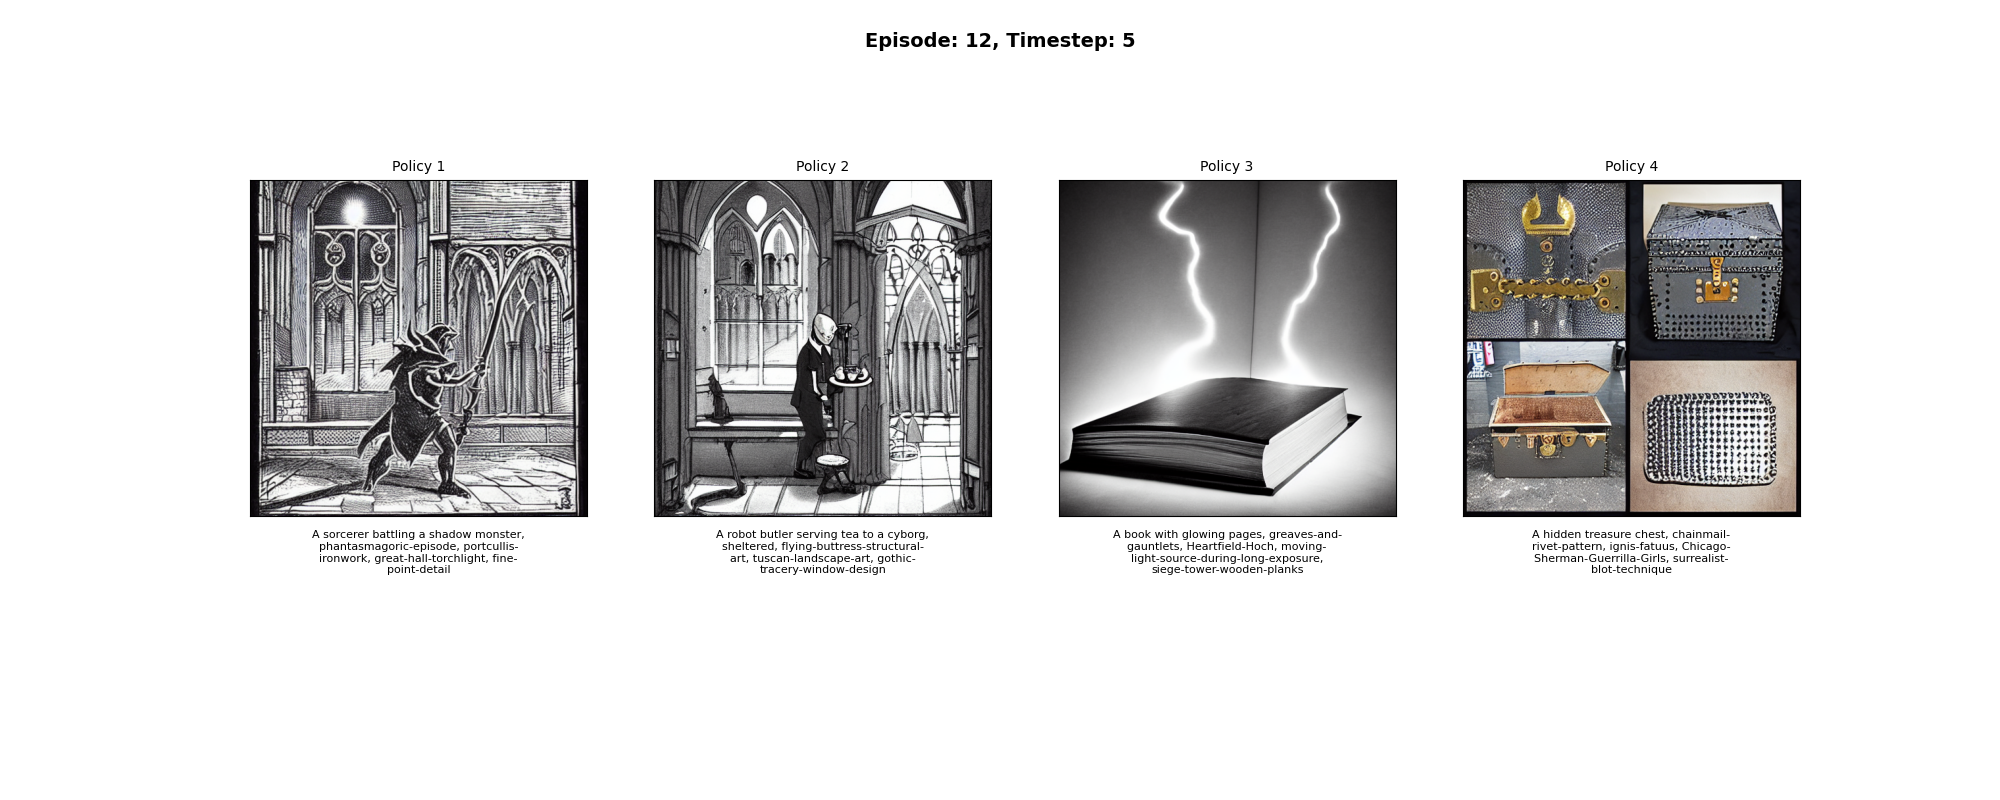 Episode: 12, Timestep: 5
Policy 1
A sorcerer battling a shadow monster,
phantasmagoric-episode, portcullis-
ironwork, great-hall-torchlight, fine-
point-detail
Policy 2
A robot butler serving tea to a cyborg,
sheltered, flying-buttress-structural-
art, tuscan-landscape-art, gothic-
tracery-window-design
Policy 3
A book with glowing pages, greaves-and-
gauntlets, Heartfield-Hoch, moving-
light-source-during-long-exposure,
siege-tower-wooden-planks
Policy 4
A hidden treasure chest, chainmail-
rivet-pattern, ignis-fatuus, Chicago-
Sherman-Guerrilla-Girls, surrealist-
blot-technique